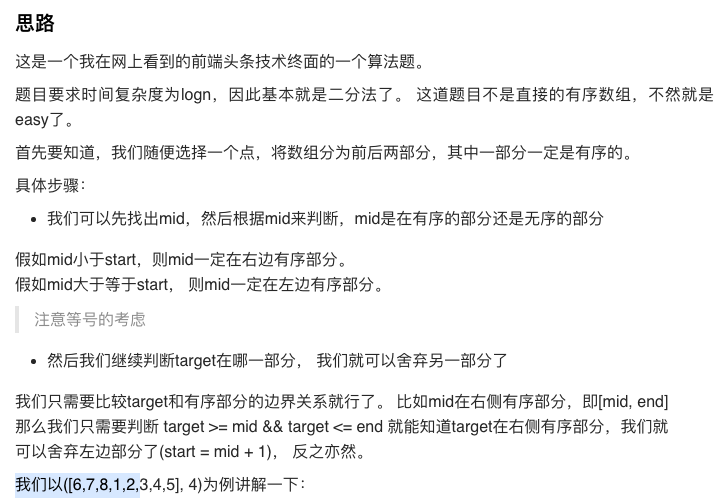 思路
这是一个我在网上看到的前端头条技术终面的一个算法题。
题目要求时间复杂度为logn，因此基本就是二分法了。 这道题目不是直接的有序数组，不然就是
easy了。
首先要知道，我们随便选择一个点，将数组分为前后两部分，其中一部分一定是有序的。
具体步骤：
• 我们可以先找出mid，然后根据mid来判断，mid是在有序的部分还是无序的部分
假如mid小于start，则mid一定在右边有序部分。
假如mid大于等于start， 则mid一定在左边有序部分。
注意等号的考虑
• 然后我们继续判断target在哪一部分， 我们就可以舍弃另一部分了
我们只需要比较target和有序部分的边界关系就行了。 比如mid在右侧有序部分，即[mid, end]
那么我们只需要判断 target >= mid && target <= end 就能知道target在右侧有序部分，我们就
可以舍弃左边部分了(start = mid + 1)， 反之亦然。
我们以([6,7,8,1,2,3,4,5], 4)为例讲解一下：